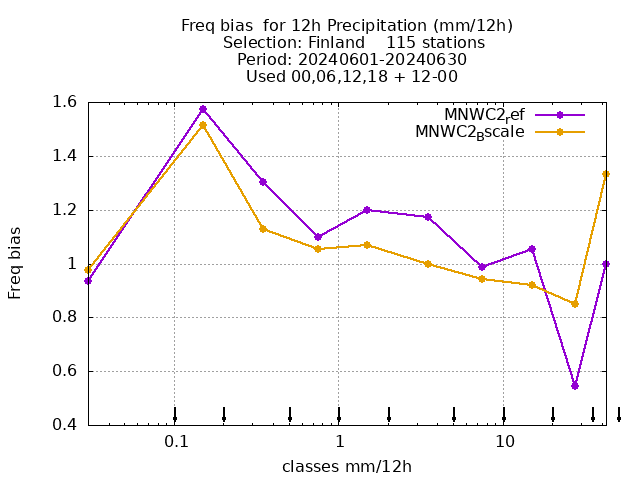 Freq bias  for 12h Precipitation (mm/12h)
Selection: Finland    115 stations
Period: 20240601-20240630
Used 00,06,12,18 + 12-00
MNWC2ref
MNWC2Bscale
1.6
1.4
1.2
1
0.8
0.6
0.4
Freq bias
0.1
1
10
classes mm/12h